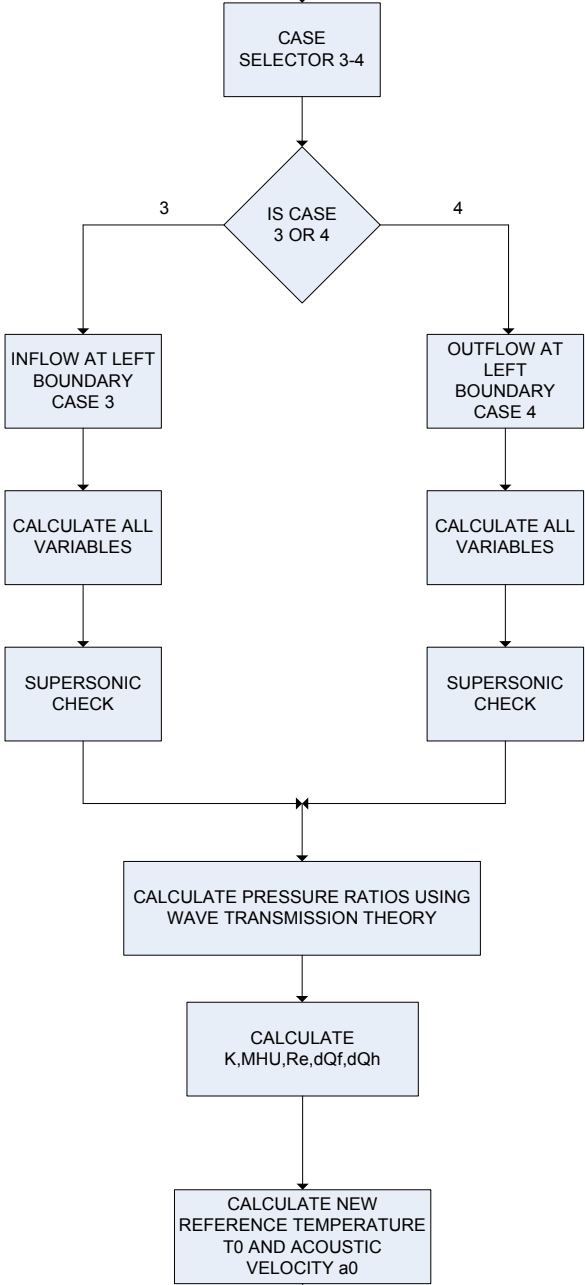 CASE
SELECTOR 3-4
IS CASE
3 OR 4
3
4
INFLOW AT LEFT
BOUNDARY
CASE 3
OUTFLOW AT
LEFT
BOUNDARY
CASE 4
CALCULATE ALL
VARIABLES
CALCULATE ALL
VARIABLES
SUPERSONIC
CHECK
SUPERSONIC
CHECK
CALCULATE PRESSURE RATIOS USING
WAVE TRANSMISSION THEORY
CALCULATE
K,MHU,Re,dQf,dQh
CALCULATE NEW
REFERENCE TEMPERATURE
T0 AND ACOUSTIC
VELOCITY a0